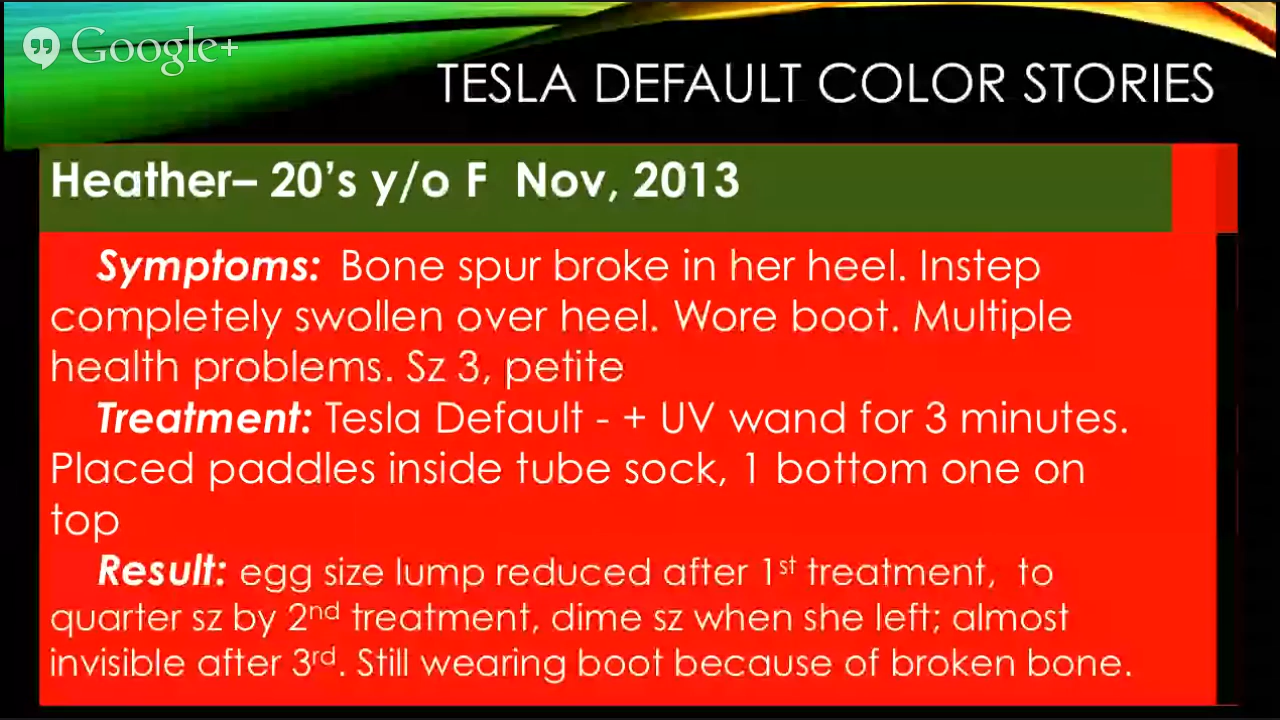 Google+
TESLA DEFAULT COLOR STORIES
Heather– 20's y/o F  Nov, 2013
Symptoms: Bone spur broke in her heel. Instep
completely swollen over heel. Wore boot. Multiple
health problems. Sz 3, petite
Treatment: Tesla Default - + UV wand for 3 minutes.
Placed paddles inside tube sock, 1 bottom one on
top
Result: egg size lump reduced after 1st treatment,  to
quarter sz by 2nd treatment, dime sz when she left; almost
invisible after 3rd. Still wearing boot because of broken bone.